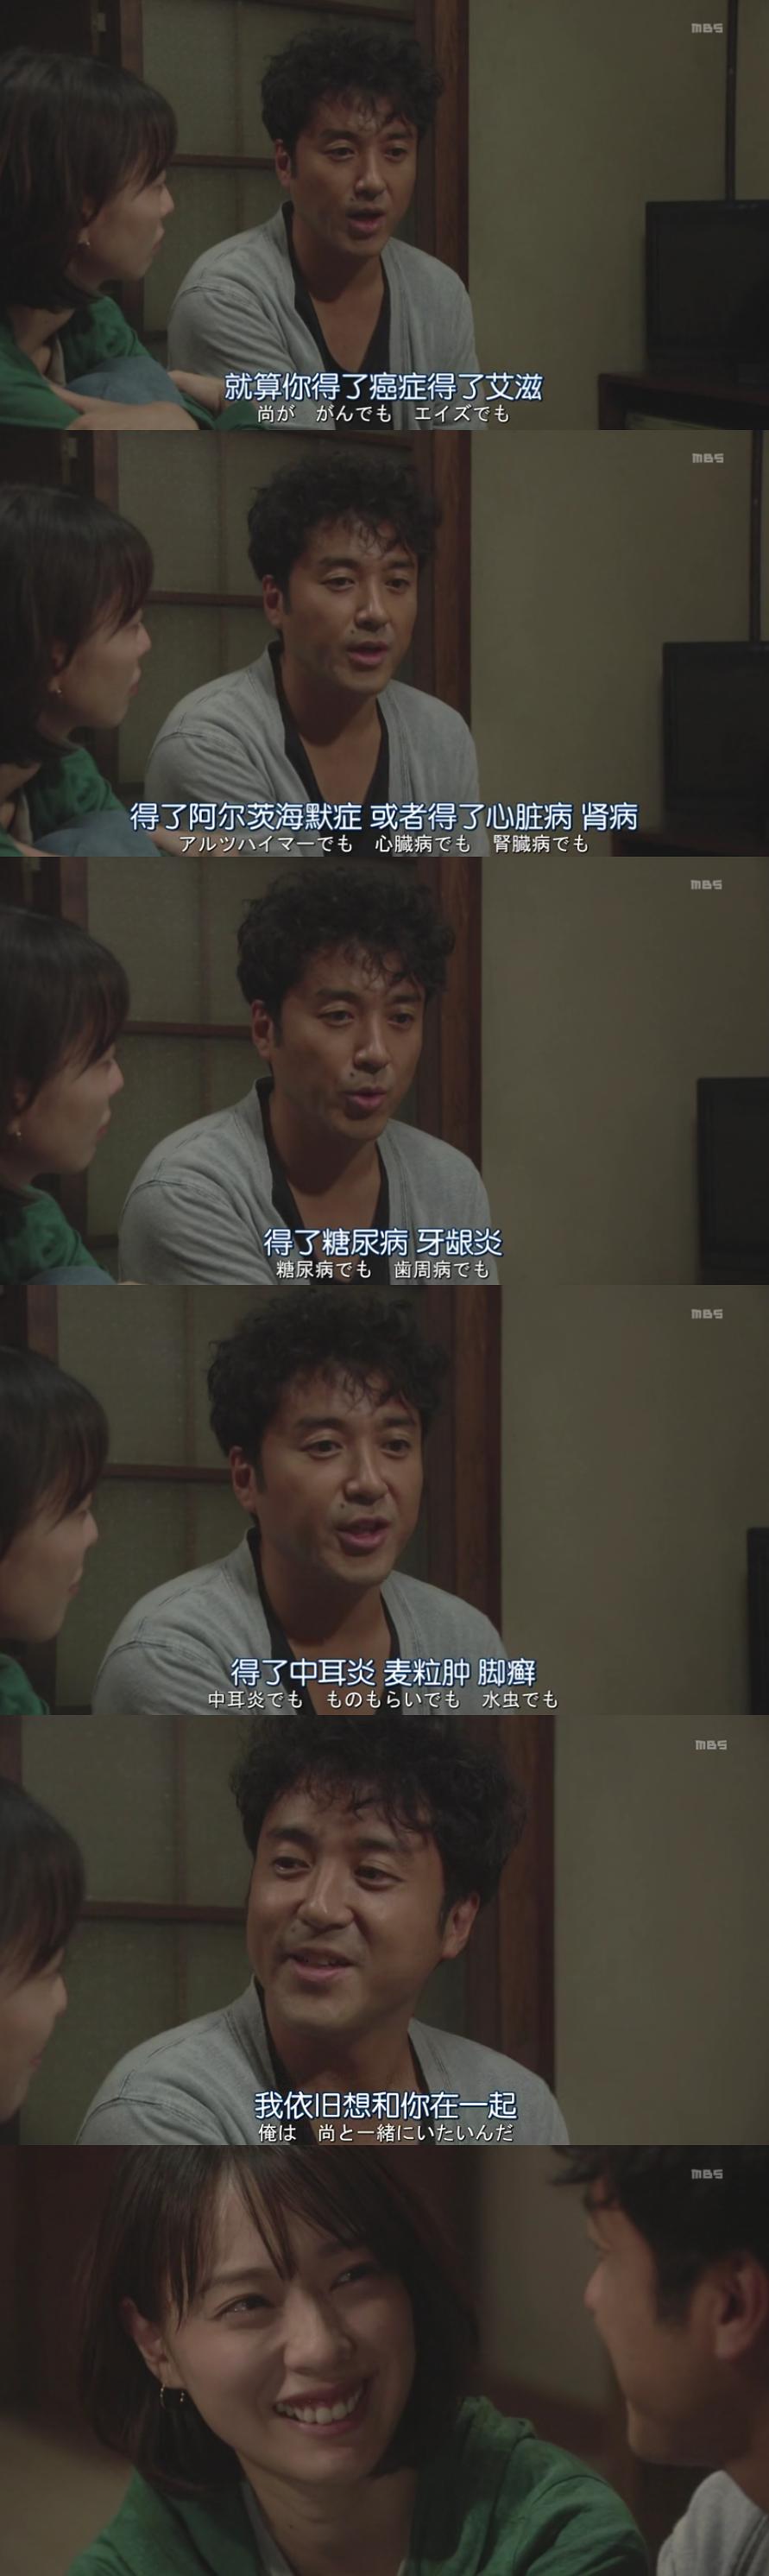 MBS
就算你得了癌症得了艾滋
尚が　がんでも　エイズでも
MBS
得了阿尔茨海默症 或者得了心脏病 肾病
アルツハイマーでも　心臓病でも　腎臓病でも
MBS
得了糖尿病 牙龈炎
糖尿病でも　歯周病でも
MBS
得了中耳炎 麦粒肿 脚癣
中耳炎でも　ものもらいでも　水虫でも
MBS
我依旧想和你在一起
俺は　尚と一緒にいたいんだ
MBS